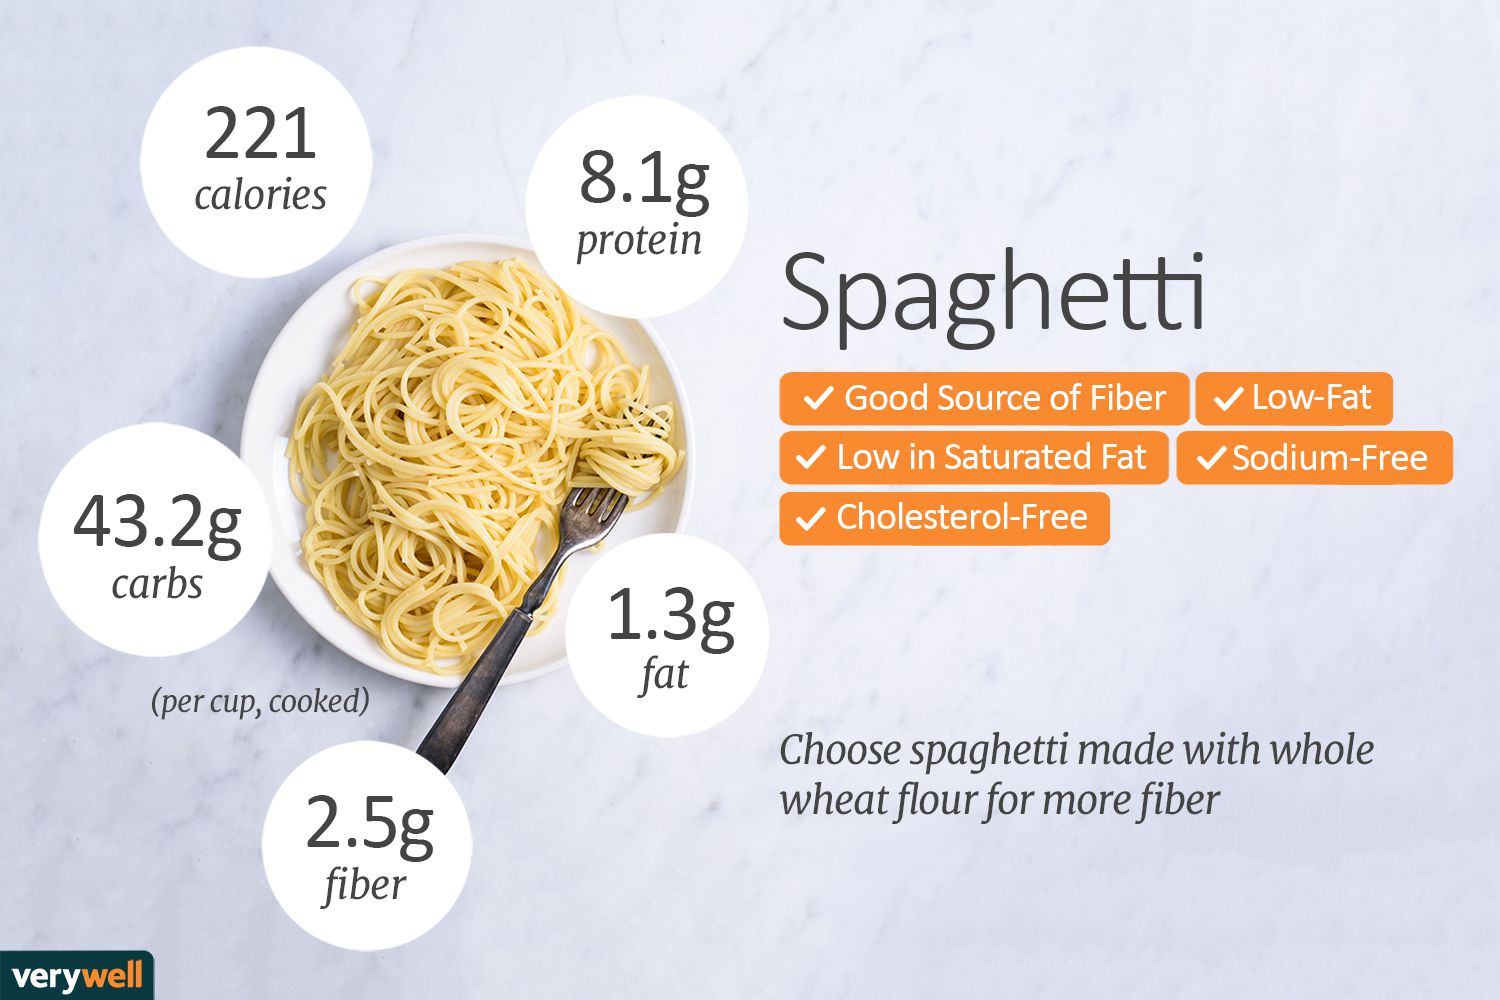 221
calories
8.1g
protein
43.2g
carbs
1.3g
fat
(per cup, cooked)
2.5g
fiber
Spaghetti
Good Source of Fiber
Low-Fat
Low in Saturated Fat
Sodium-Free
Cholesterol-Free
Choose spaghetti made with whole
wheat flour for more fiber
verywell